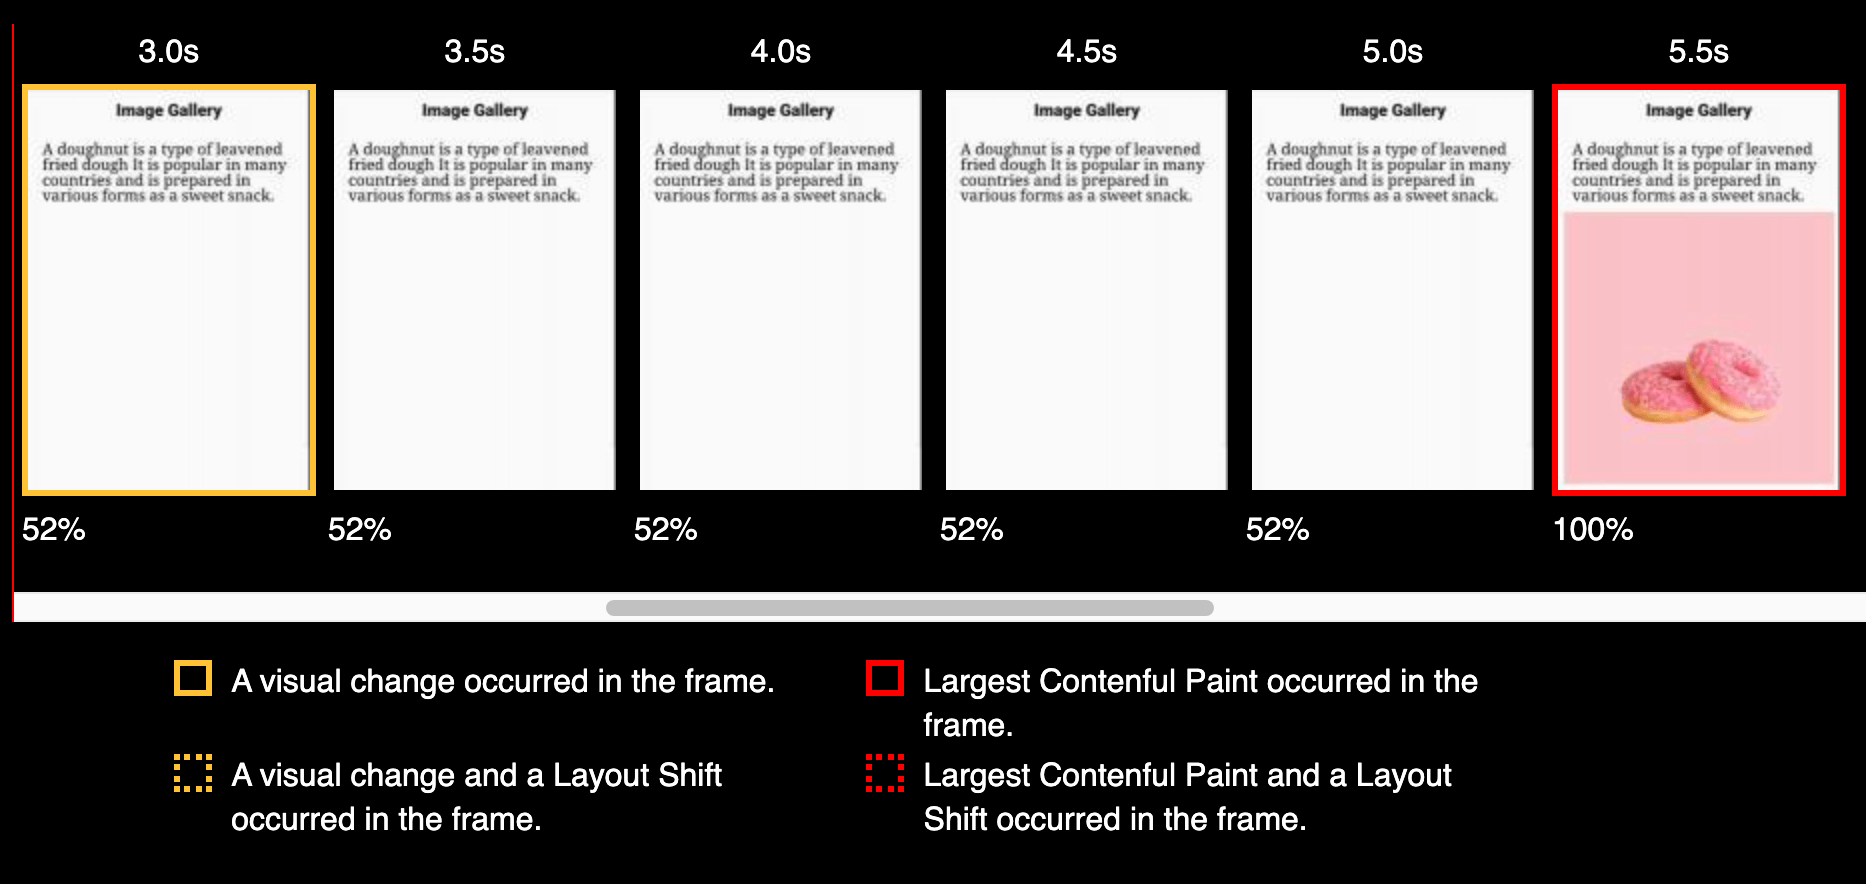 3.0s
3.5s
4.0s
4.5s
5.0s
5.5s
Image Gallery
A doughnut is a type of leavened
fried dough It is popular in many
countries and is prepared in
various forms as a sweet snack.
Image Gallery
A doughnut is a type of leavened
fried dough It is popular in many
countries and is prepared in
various forms as a sweet snack.
Image Gallery
A doughnut is a type of leavened
fried dough It is popular in many
countries and is prepared in
various forms as a sweet snack.
Image Gallery
A doughnut is a type of leavened
fried dough It is popular in many
countries and is prepared in
various forms as a sweet snack.
Image Gallery
A doughnut is a type of leavened
fried dough It is popular in many
countries and is prepared in
various forms as a sweet snack.
Image Gallery
A doughnut is a type of leavened
fried dough It is popular in many
countries and is prepared in
various forms as a sweet snack.
52%
52%
52%
52%
52%
100%
A visual change occurred in the frame.
Largest Contenful Paint occurred in the
frame.
A visual change and a Layout Shift
occurred in the frame.
Largest Contenful Paint and a Layout
Shift occurred in the frame.